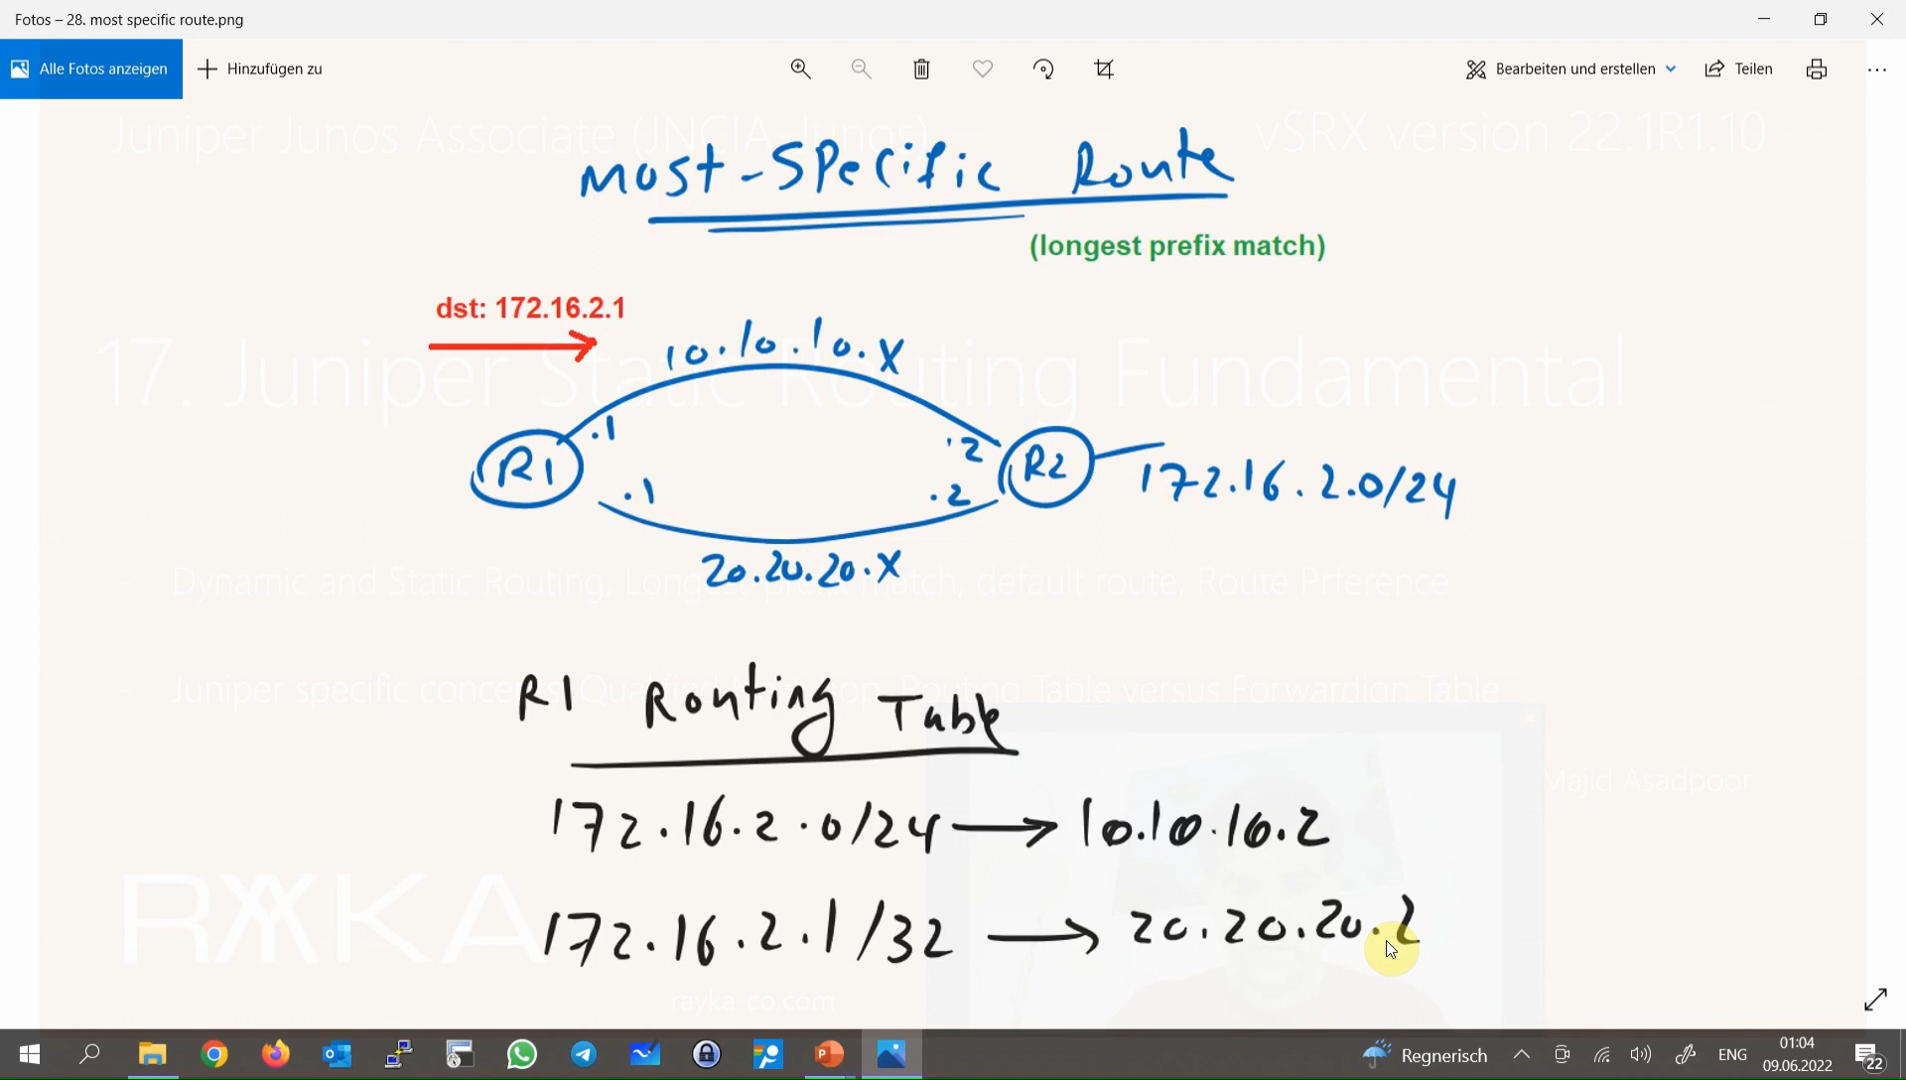 Fotos – 28. most specific route.png
Alle Fotos anzeigen
Hinzufügen zu
Bearbeiten und erstellen
Teilen
Juniper Junos Associate (JNCIA-Junos)
vSRX version 22.1R1.10
Most-Specific Route
(longest prefix match)
dst: 172.16.2.1
17. Juniper Static Routing Fundamental
10.10.10.X
.1
.2
R1
R2
172.16.2.0/24
.1
.2
20.20.20.X
- Dynamic and Static Routing, Longest prefix match, default route, Route Prference
- Juniper specific concepts, Routing Table versus Forwardion Table
R1 Routing Table
Majid Asadpoor
172.16.2.0/24 → 10.10.10.2
172.16.2.1/32 → 20.20.20.2
RAYKA
rayka-co.com
Regnerisch
ENG
01:04
09.06.2022
22